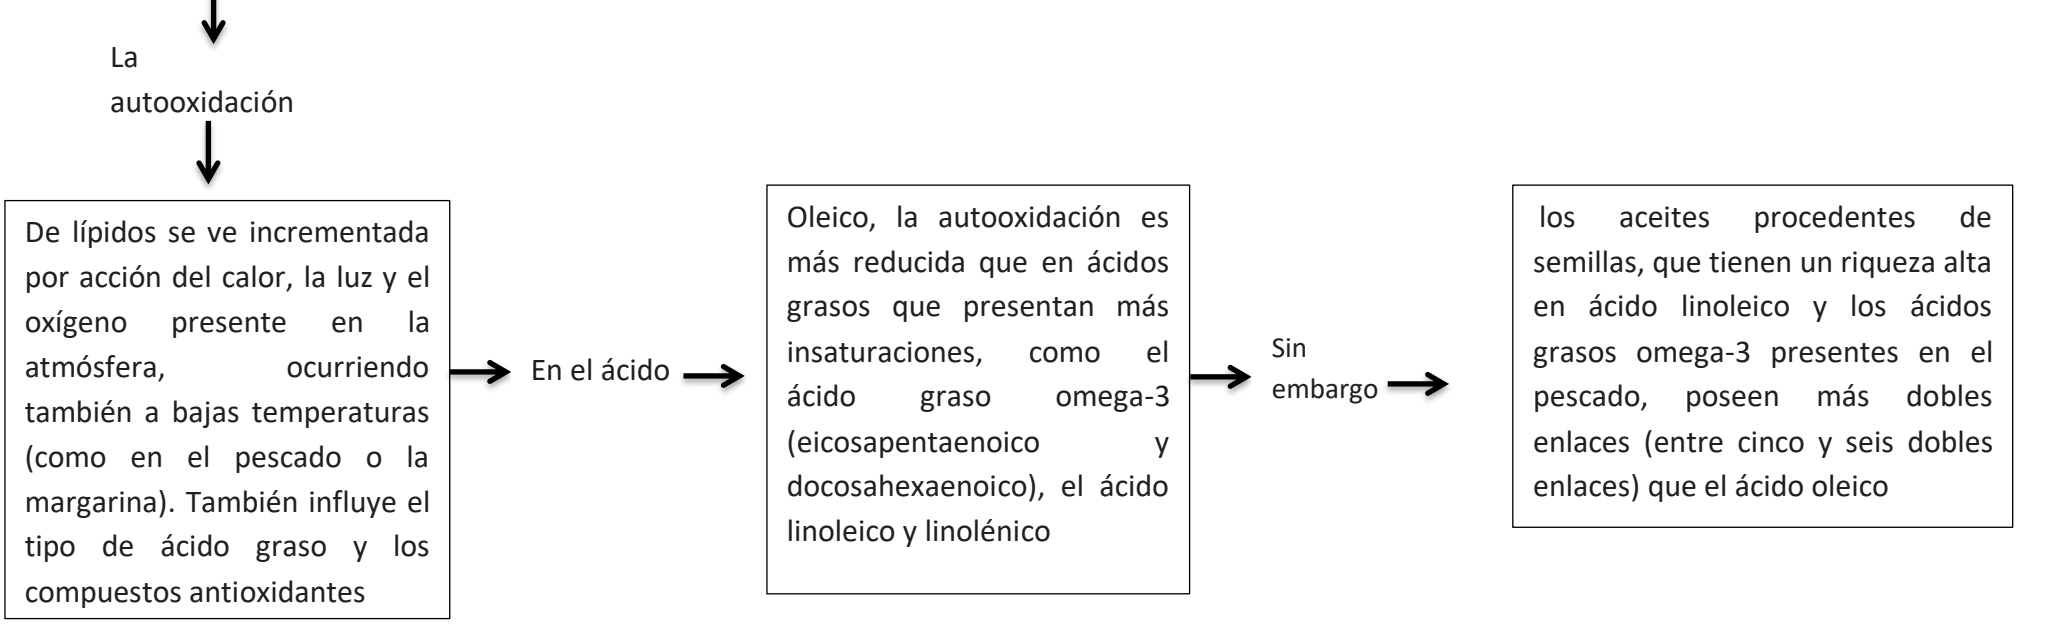 La
autooxidación
De lípidos se ve incrementada
por acción del calor, la luz y el
oxígeno presente en la
atmósfera, ocurriendo
también a bajas temperaturas
(como en el pescado o la
margarina). También influye el
tipo de ácido graso y los
compuestos antioxidantes
En el ácido
Oleico, la autooxidación es
más reducida que en ácidos
grasos que presentan más
insaturaciones, como el
ácido graso omega-3
(eicosapentaenoico y
docosahexaenoico), el ácido
linoleico y linolénico
Sin
embargo
los aceites procedentes de
semillas, que tienen un riqueza alta
en ácido linoleico y los ácidos
grasos omega-3 presentes en el
pescado, poseen más dobles
enlaces (entre cinco y seis dobles
enlaces) que el ácido oleico